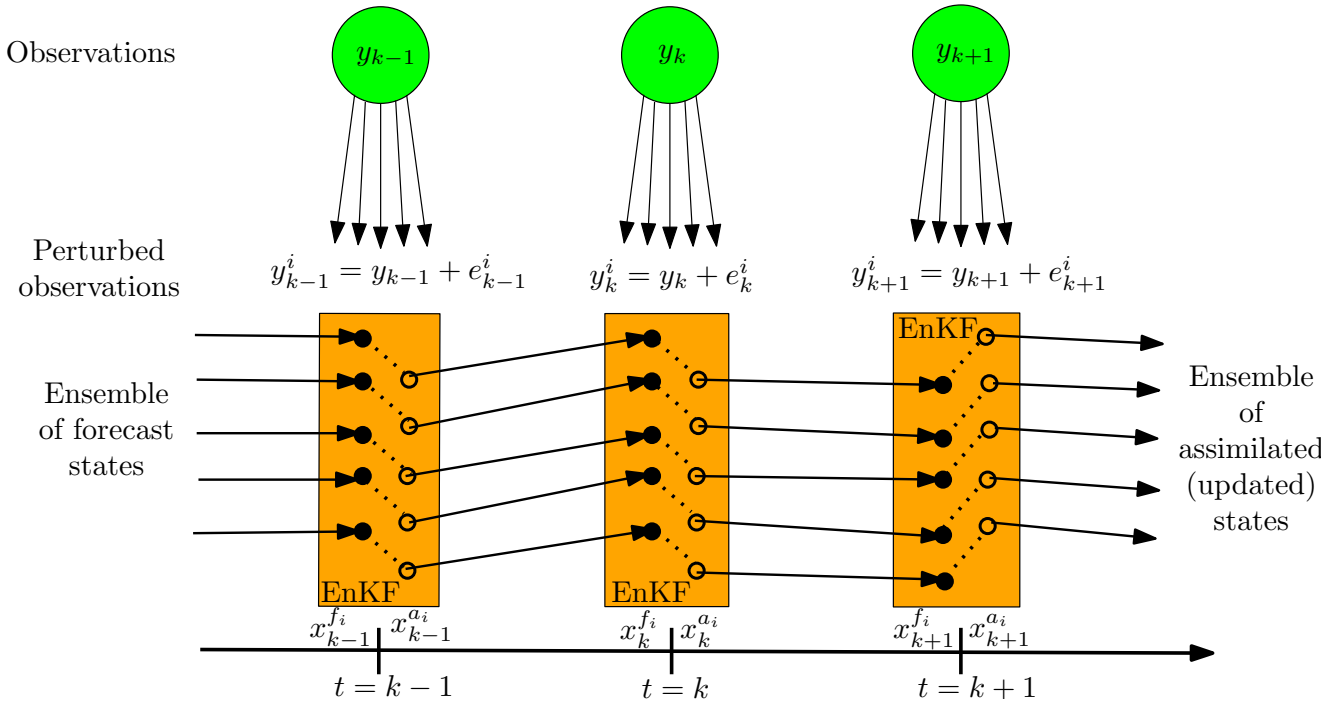 Observations
y_{k-1}
y_k
y_{k+1}
Perturbed
observations
y^i_{k-1} = y_{k-1} + e^i_{k-1}
y^i_k = y_k + e^i_k
y^i_{k+1} = y_{k+1} + e^i_{k+1}
Ensemble
of forecast
states
EnKF
EnKF
EnKF
Ensemble
of
assimilated
(updated)
states
x^{f_i}_{k-1} x^{a_i}_{k-1}
x^{f_i}_k x^{a_i}_k
x^{f_i}_{k+1} x^{a_i}_{k+1}
t = k − 1
t = k
t = k + 1